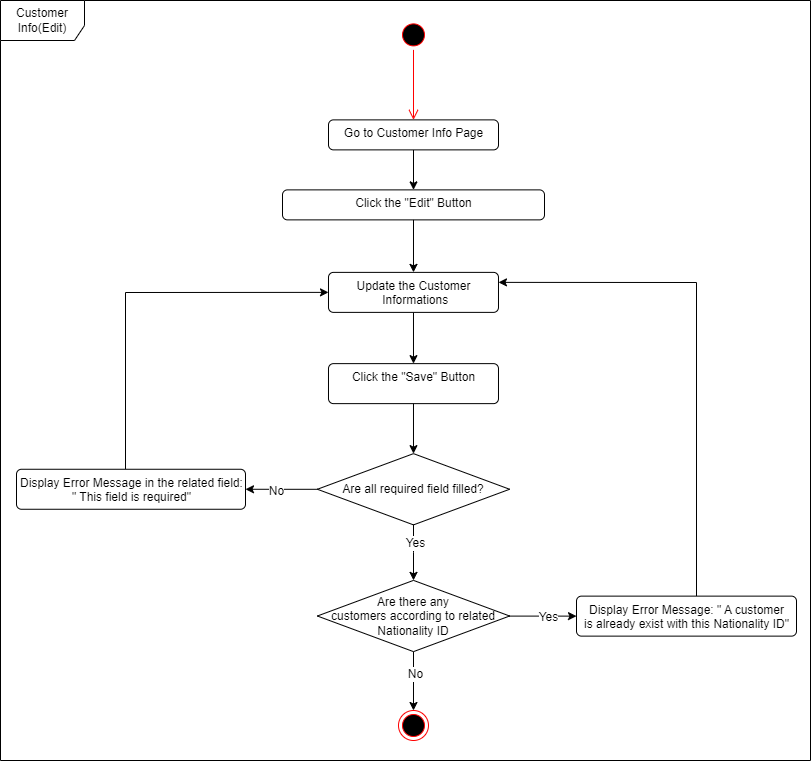 Customer
Info(Edit)
Go to Customer Info Page
Click the "Edit" Button
Update the Customer
Informations
Click the "Save" Button
Are all required field filled?
No
Display Error Message in the related field:
" This field is required"
Yes
Are there any
customers according to related
Nationality ID
Yes
Display Error Message: " A customer
is already exist with this Nationality ID"
No